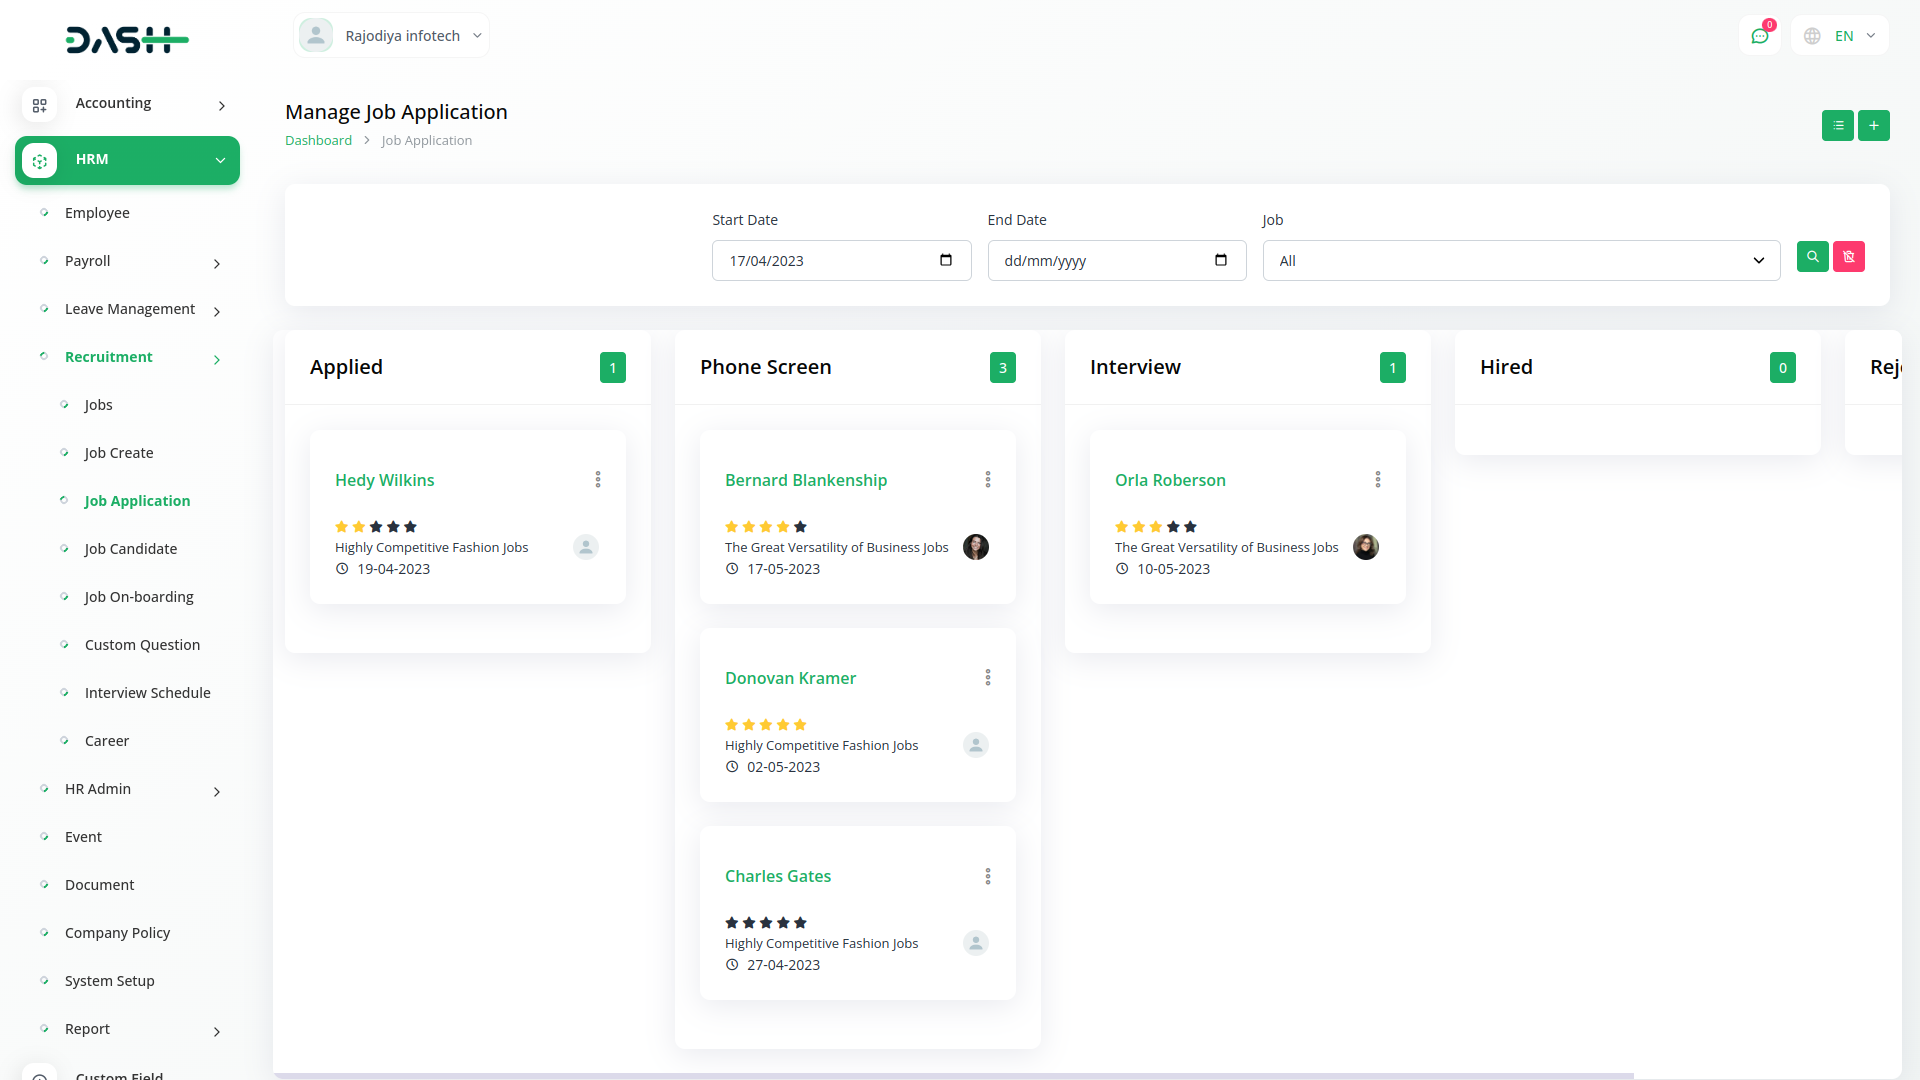 DASH
Rajodiya infotech
0
EN
Accounting
HRM
Employee
Payroll
Leave Management
Recruitment
Jobs
Job Create
Job Application
Job Candidate
Job On-boarding
Custom Question
Interview Schedule
Career
HR Admin
Event
Document
Company Policy
System Setup
Report
Custom Field
Manage Job Application
Dashboard > Job Application
Start Date
17/04/2023
End Date
dd/mm/yyyy
Job
All
Applied 1
Hedy Wilkins
Highly Competitive Fashion Jobs
19-04-2023
Phone Screen 3
Bernard Blankenship
The Great Versatility of Business Jobs
17-05-2023
Donovan Kramer
Highly Competitive Fashion Jobs
02-05-2023
Charles Gates
Highly Competitive Fashion Jobs
27-04-2023
Interview 1
Orla Roberson
The Great Versatility of Business Jobs
10-05-2023
Hired 0